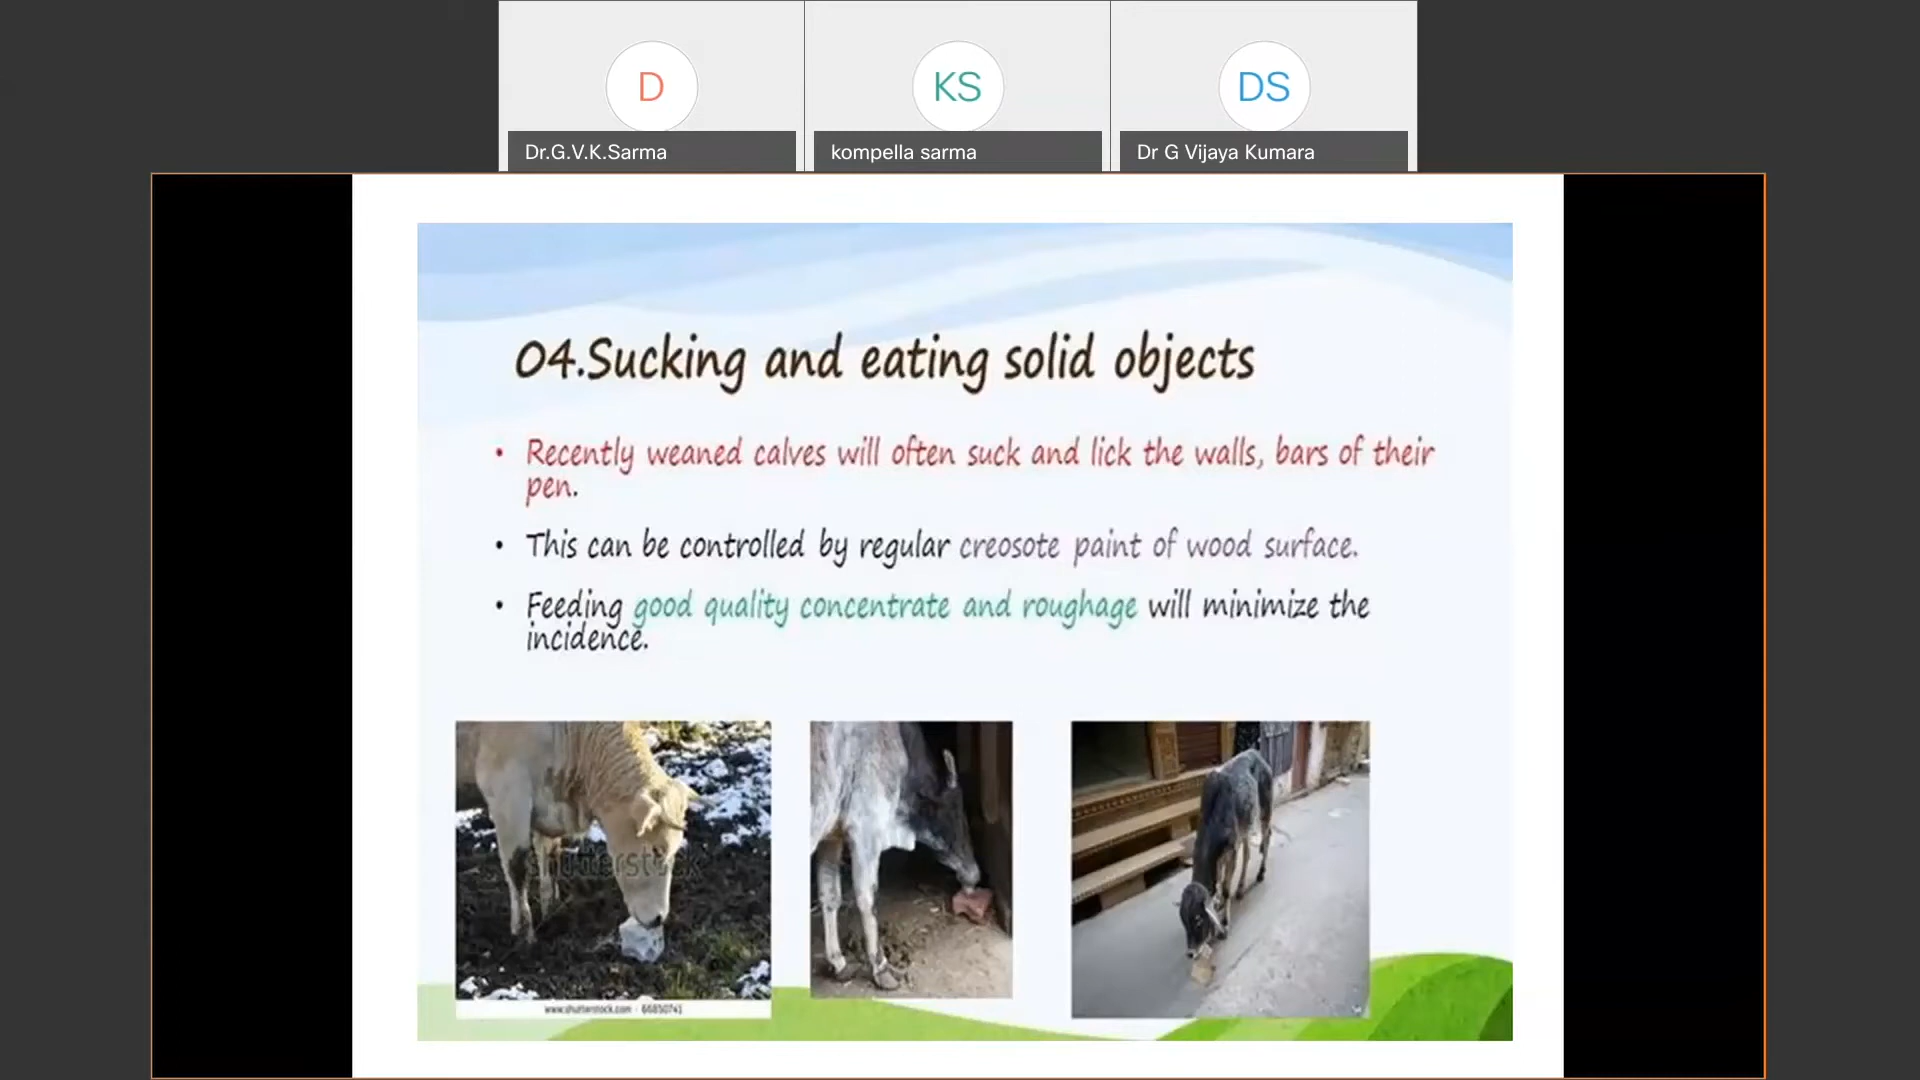 D
KS
DS
Dr.G.V.K.Sarma
kompella sarma
Dr G Vijaya Kumara
04.Sucking and eating solid objects
• Recently weaned calves will often suck and lick the walls, bars of their
pen.
• This can be controlled by regular creosote paint of wood surface.
• Feeding good quality concentrate and roughage will minimize the
incidence.
shutterstock
www.shutterstock.com · 66850741